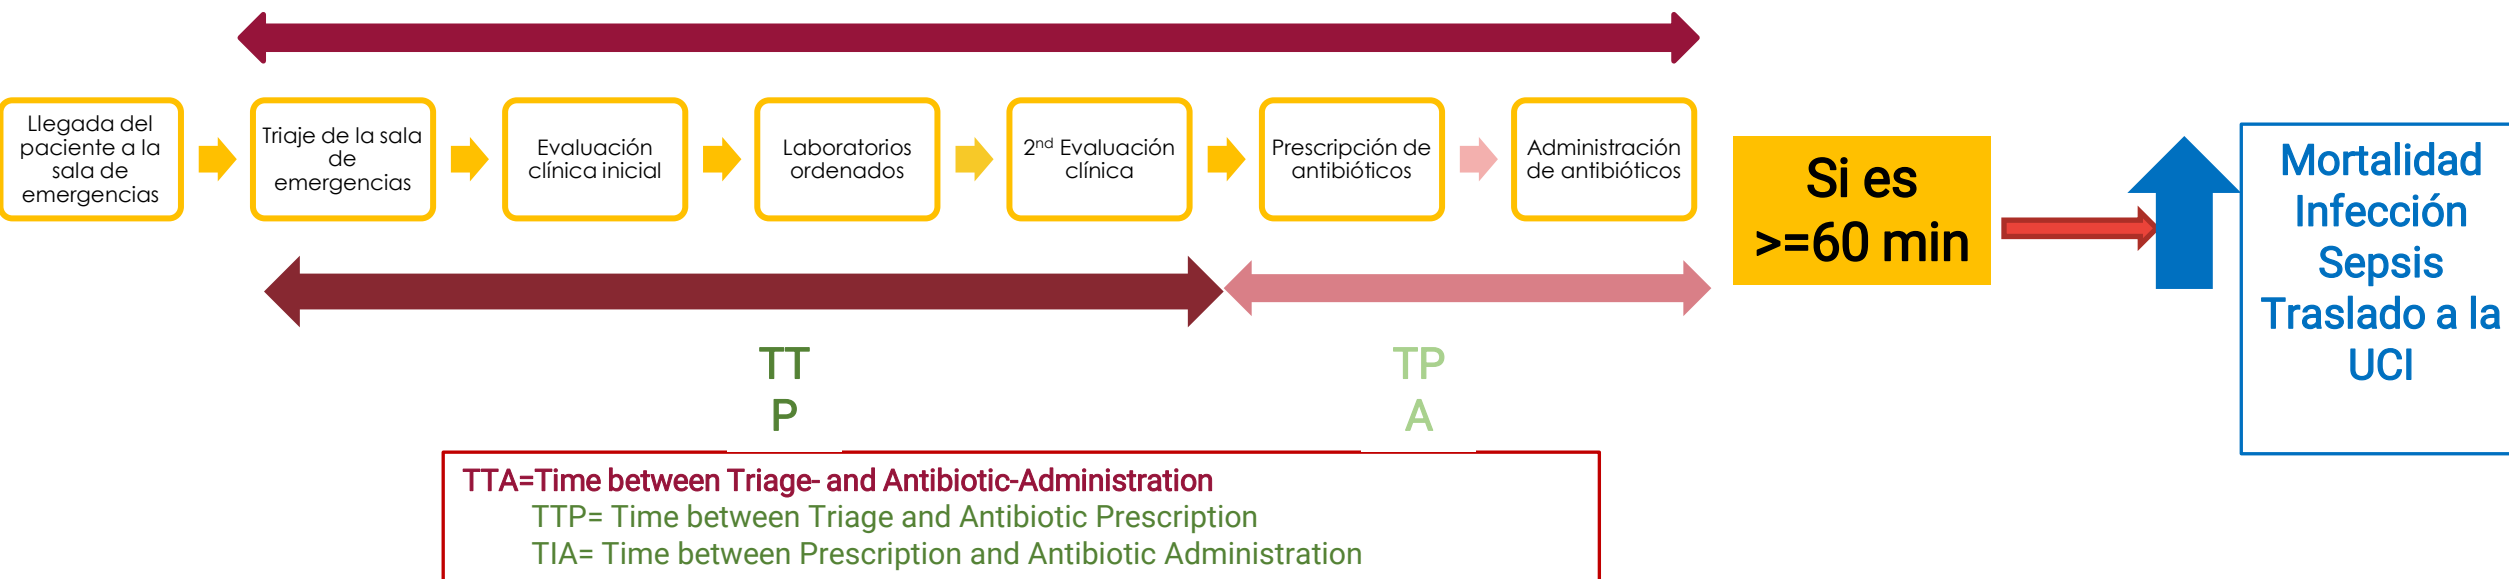 Llegada del
paciente a la
sala de
emergencias
Triaje de la sala
de
emergencias
Evaluación
clínica inicial
Laboratorios
ordenados
2nd Evaluación
clínica
Prescripción de
antibióticos
Administración
de antibióticos
Si es
>=60 min
Mortalidad
Infección
Sepsis
Traslado a la
UCI
TT
P
TP
A
TTA=Time between Triage- and Antibiotic-Administration
TTP= Time between Triage and Antibiotic Prescription
TIA= Time between Prescription and Antibiotic Administration